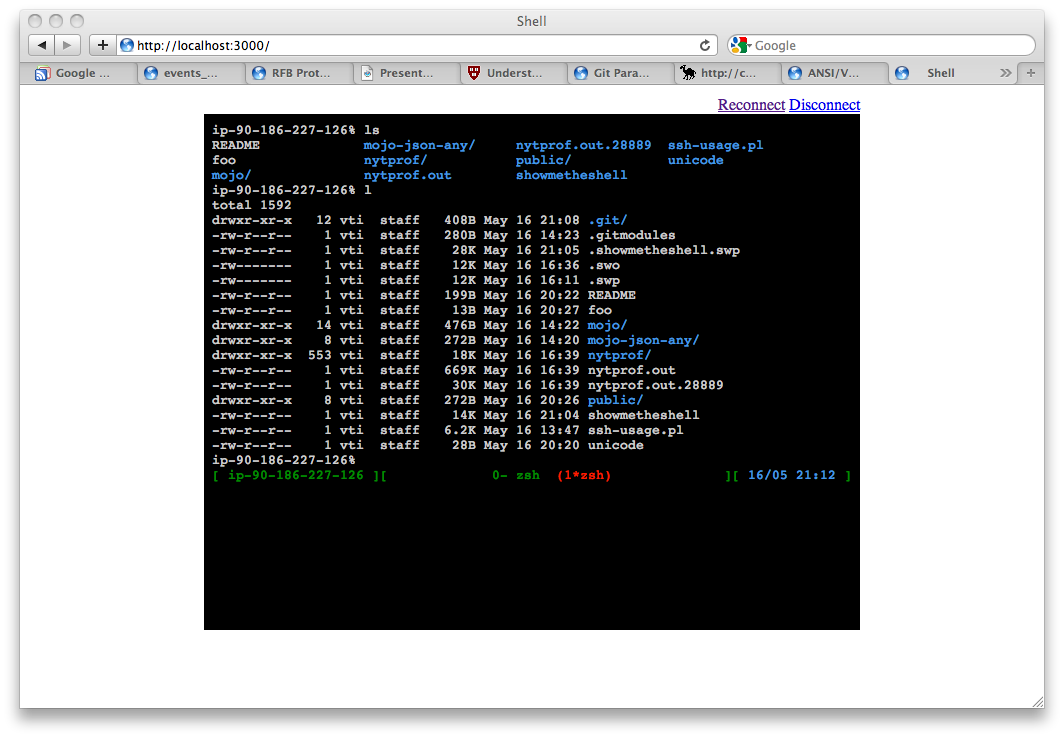 Shell
http://localhost:3000/
Google
Google ... events_... RFB Prot... Present... Underst... Git Para... http://c... ANSI/V... Shell
Reconnect Disconnect
ip-90-186-227-126% ls
README mojo-json-any/ nytprof.out.28889 ssh-usage.pl
foo nytprof/ public/ unicode
mojo/ nytprof.out showmetheshell
ip-90-186-227-126% l
total 1592
drwxr-xr-x 12 vti staff 408B May 16 21:08 .git/
-rw-r--r-- 1 vti staff 280B May 16 14:23 .gitmodules
-rw-r--r-- 1 vti staff 28K May 16 21:05 .showmetheshell.swp
-rw------- 1 vti staff 12K May 16 16:36 .swo
-rw------- 1 vti staff 12K May 16 16:11 .swp
-rw-r--r-- 1 vti staff 199B May 16 20:22 README
-rw-r--r-- 1 vti staff 13B May 16 20:27 foo
drwxr-xr-x 14 vti staff 476B May 16 14:22 mojo/
drwxr-xr-x 8 vti staff 272B May 16 14:20 mojo-json-any/
drwxr-xr-x 553 vti staff 18K May 16 16:39 nytprof/
-rw-r--r-- 1 vti staff 669K May 16 16:39 nytprof.out
-rw-r--r-- 1 vti staff 30K May 16 16:39 nytprof.out.28889
drwxr-xr-x 8 vti staff 272B May 16 20:26 public/
-rw-r--r-- 1 vti staff 14K May 16 21:04 showmetheshell
-rw-r--r-- 1 vti staff 6.2K May 16 13:47 ssh-usage.pl
-rw-r--r-- 1 vti staff 28B May 16 20:20 unicode
ip-90-186-227-126%
[ ip-90-186-227-126 ][ 0- zsh (1*zsh) ][ 16/05 21:12 ]